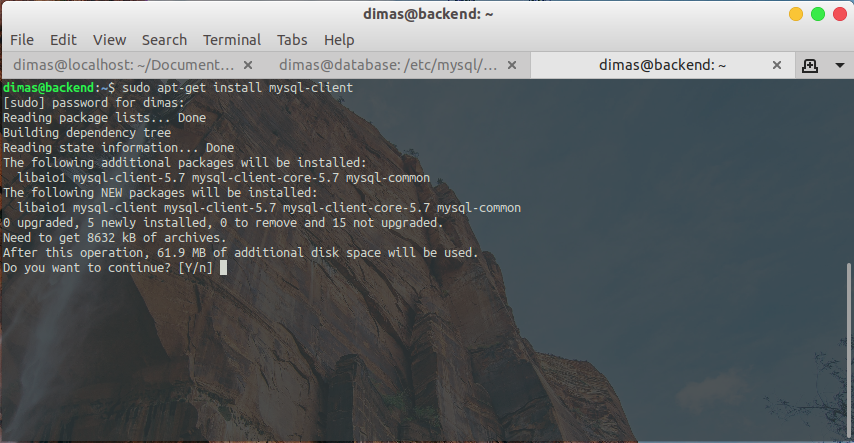 dimas@backend: ~
File Edit View Search Terminal Tabs Help
dimas@localhost: ~/Document... × dimas@database: /etc/mysql/... × dimas@backend: ~ ×
dimas@backend:~$ sudo apt-get install mysql-client
[sudo] password for dimas:
Reading package lists... Done
Building dependency tree
Reading state information... Done
The following additional packages will be installed:
  libaio1 mysql-client-5.7 mysql-client-core-5.7 mysql-common
The following NEW packages will be installed:
  libaio1 mysql-client mysql-client-5.7 mysql-client-core-5.7 mysql-common
0 upgraded, 5 newly installed, 0 to remove and 15 not upgraded.
Need to get 8632 kB of archives.
After this operation, 61.9 MB of additional disk space will be used.
Do you want to continue? [Y/n]